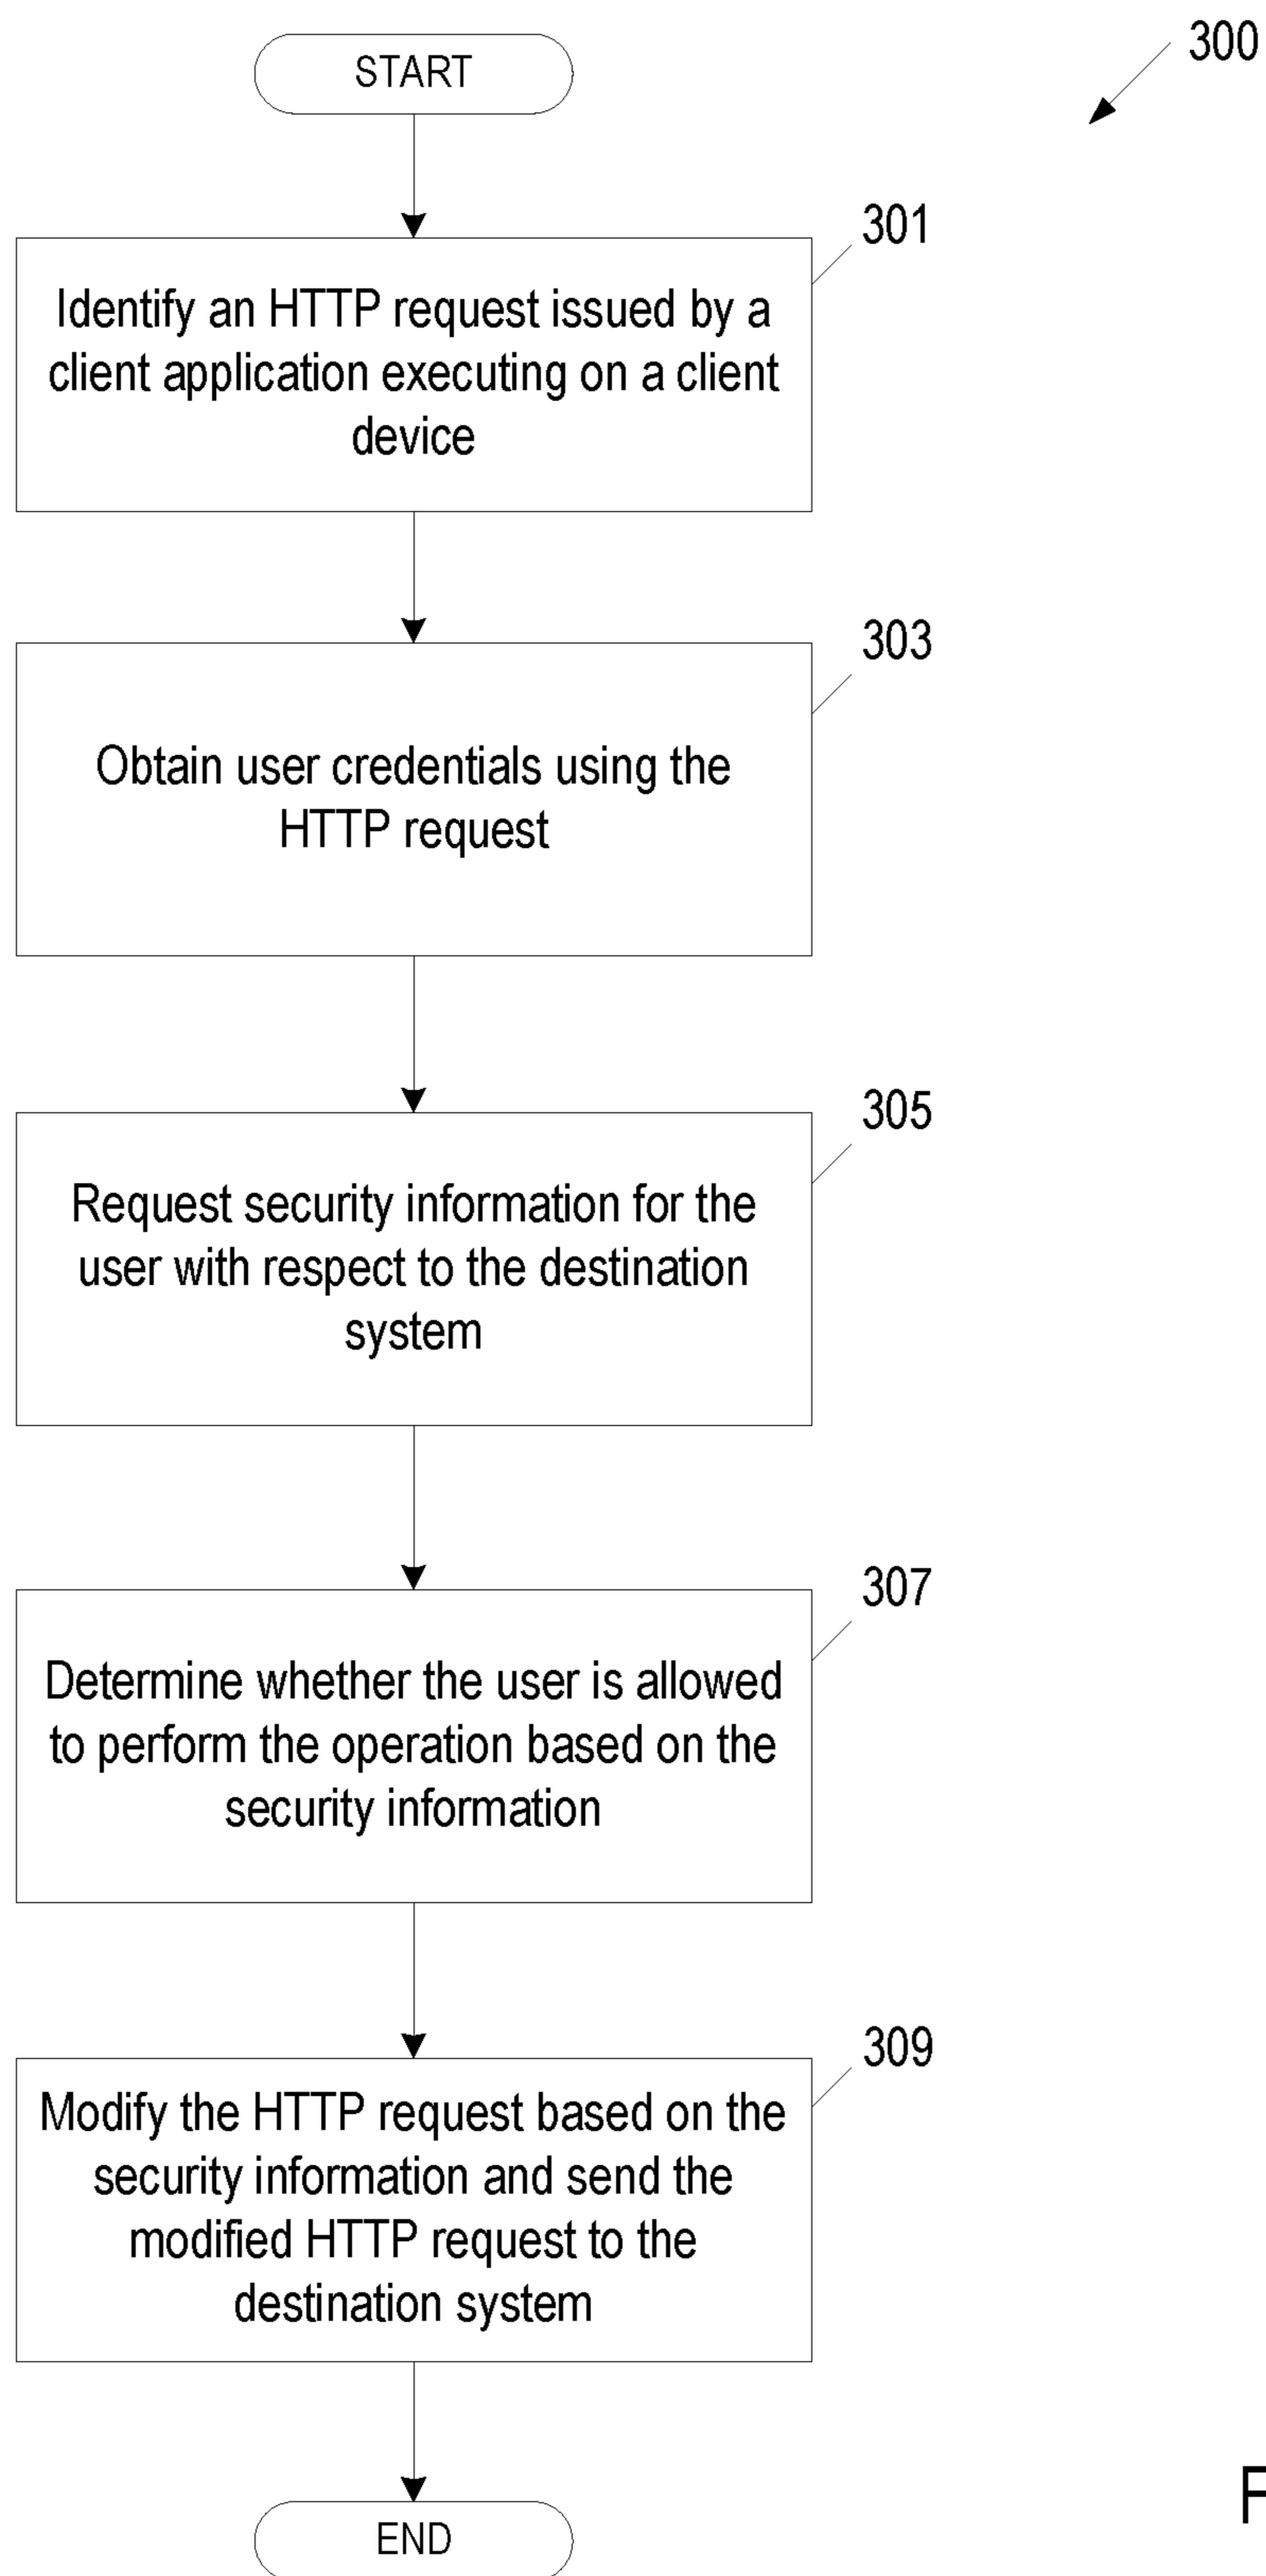 START
300
301
Identify an HTTP request issued by a
client application executing on a client
device
303
Obtain user credentials using the
HTTP request
305
Request security information for the
user with respect to the destination
system
307
Determine whether the user is allowed
to perform the operation based on the
security information
309
Modify the HTTP request based on the
security information and send the
modified HTTP request to the
destination system
END